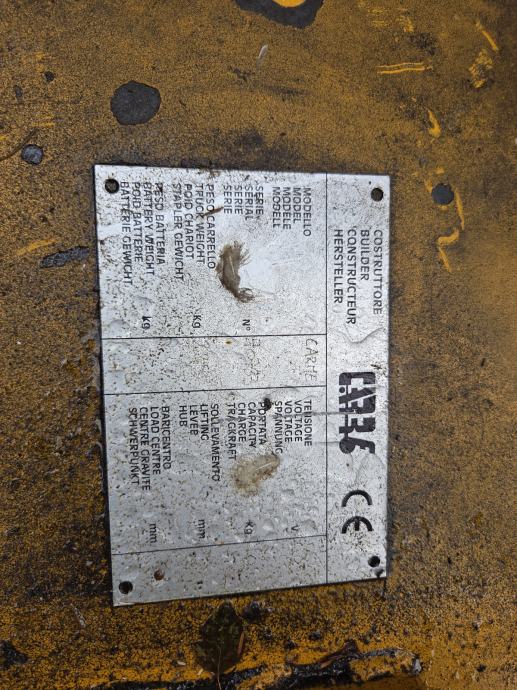 COSTRUTTORE
BUILDER
CONSTRUCTEUR
HERSTELLER
CE
MODELLO
MODEL
MODELE
MODELL
TENSIONE
VOLTAGE
VOLTAGE
SPANNUNG
V
SERIE
SERIAL
SERIE
SERIE
N°
PORTATA
CAPACITY
CHARGE
TRAGKRAFT
Kg
PESO CARRELLO
TRUCK WEIGHT
POID CHARIOT
STAPLER GEWICHT
Kg
SOLLEVAMENTO
LIFTING
LEVEE
HUB
mm
PESO BATTERIA
BATTERY WEIGHT
POID BATTERIE
BATTERIE GEWICHT
kg
BARICENTRO
LOAD CENTRE
CENTRE GRAVITE
SCHWERPUNKT
mm